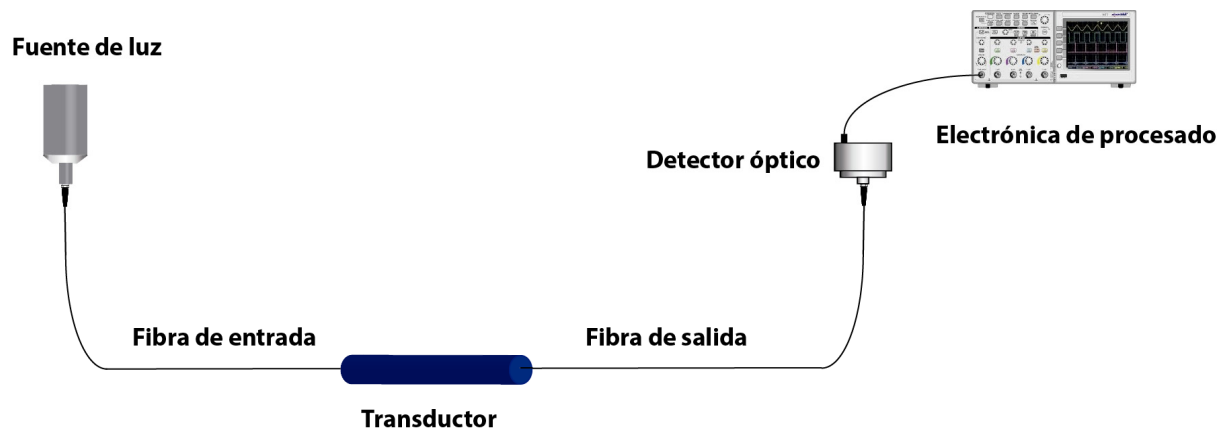 Fuente de luz
Electrónica de procesado
Detector óptico
Fibra de entrada
Fibra de salida
Transductor